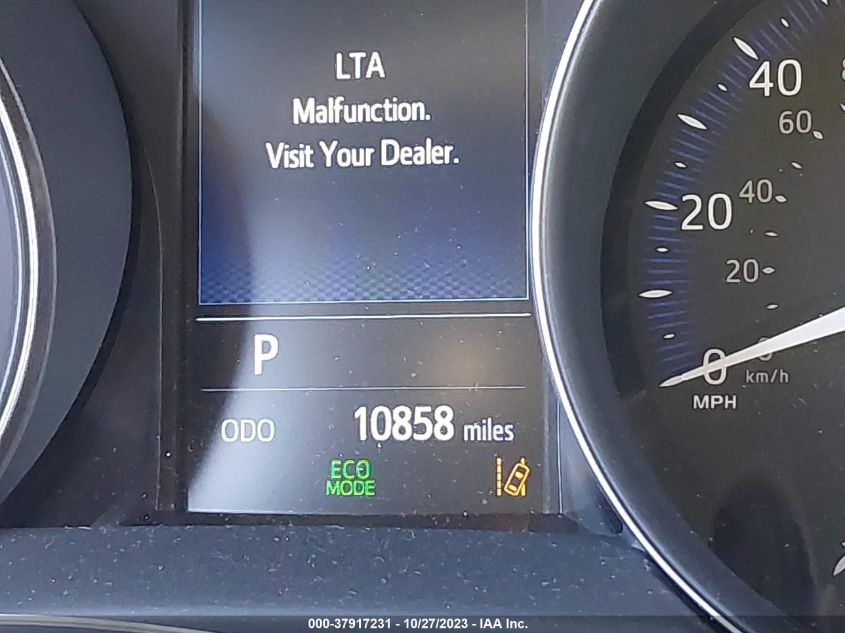 LTA
Malfunction.
Visit Your Dealer.
P
ODO 10858 miles
ECO
MODE
40
60
20
40
20
0
0
km/h
MPH
000-37917231 - 10/27/2023 - IAA Inc.